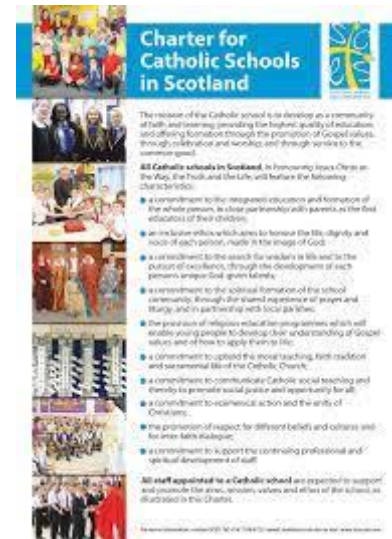 Charter for
Catholic Schools
in Scotland
The mission of the Catholic school is to develop as a community
of faith and learning, providing the highest quality of education,
and offering formation through the promotion of Gospel values,
through celebration and worship, and through service to the
common good.
All Catholic schools in Scotland, in honouring Jesus Christ as
the Way, the Truth and the Life, will feature the following
characteristics:
a commitment to the integrated education and formation of
the whole person, in close partnership with parents as the first
educators of their children;
an inclusive ethos which aims to honour the life, dignity and
voice of each person, made in the image of God;
a commitment to the search for wisdom in life and to the
pursuit of excellence, through the development of each
person's unique God-given talents;
a commitment to the spiritual formation of the school
community, through the shared experience of prayer and
liturgy, and in partnership with local parishes;
the provision of religious education programmes which will
enable young people to develop their understanding of Gospel
values and of how to apply them to life;
a commitment to uphold the moral teaching, faith tradition
and sacramental life of the Catholic Church;
a commitment to communicate Catholic social teaching and
thereby to promote social justice and opportunity for all;
a commitment to ecumenical action and the unity of
Christians;
the promotion of respect for different beliefs and cultures and
for inter-faith dialogue;
a commitment to support the continuing professional and
spiritual development of staff.
All staff appointed to a Catholic school are expected to support
and promote the aims, mission, values and ethos of the school, as
illustrated in this Charter.